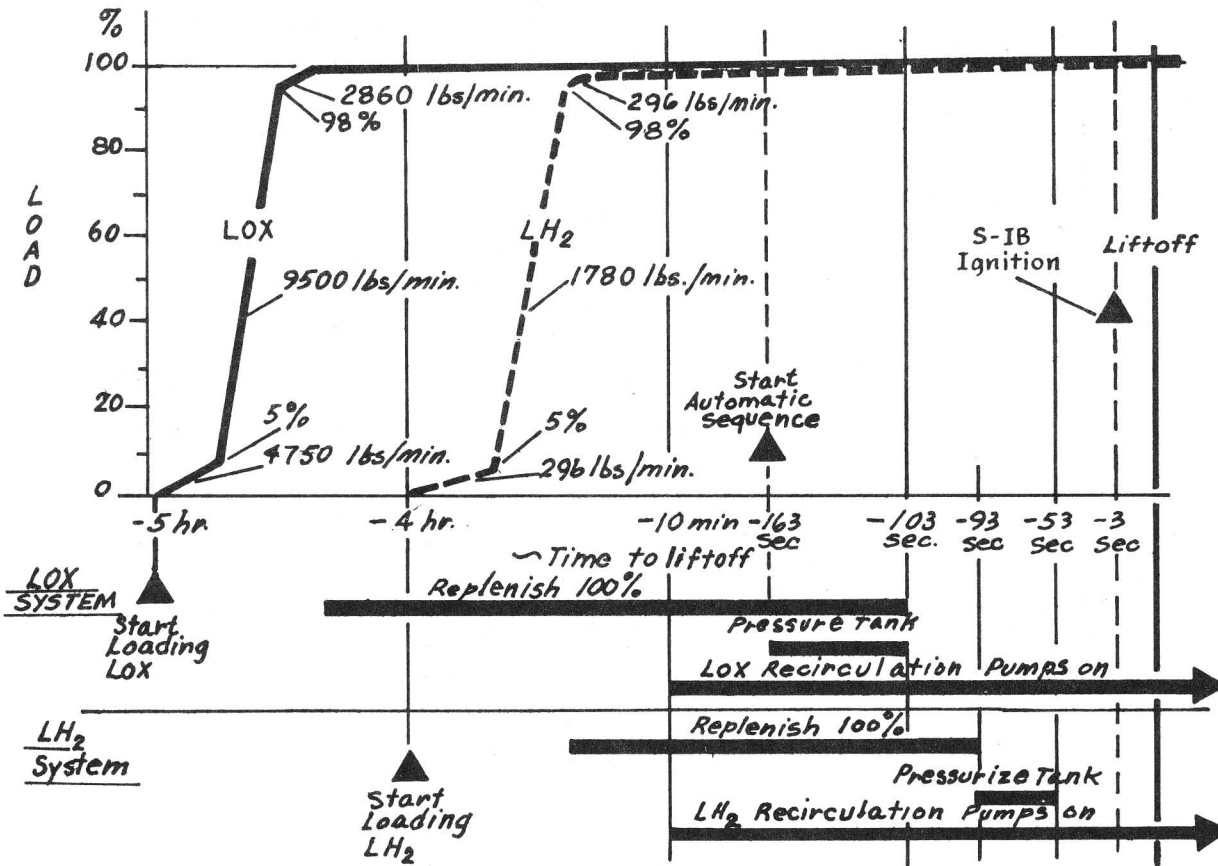 %
100
80
60
40
20
0
LOAD
2860 lbs/min.
98%
LOX
9500 lbs/min.
5%
4750 lbs/min.
296 lbs/min.
98%
LH2
1780 lbs./min.
5%
296 lbs/min.
Start
Automatic
Sequence
S-IB
Ignition
Liftoff
-5 hr.
-4 hr.
-10 min
-163
sec
-103
sec.
-93
sec
-53
sec
-3
sec
~Time to liftoff
LOX
SYSTEM
Start
Loading
LOX
Replenish 100%
Pressure Tank
LOX Recirculation Pumps on
LH2
System
Start
Loading
LH2
Replenish 100%
Pressurize Tank
LH2 Recirculation Pumps on